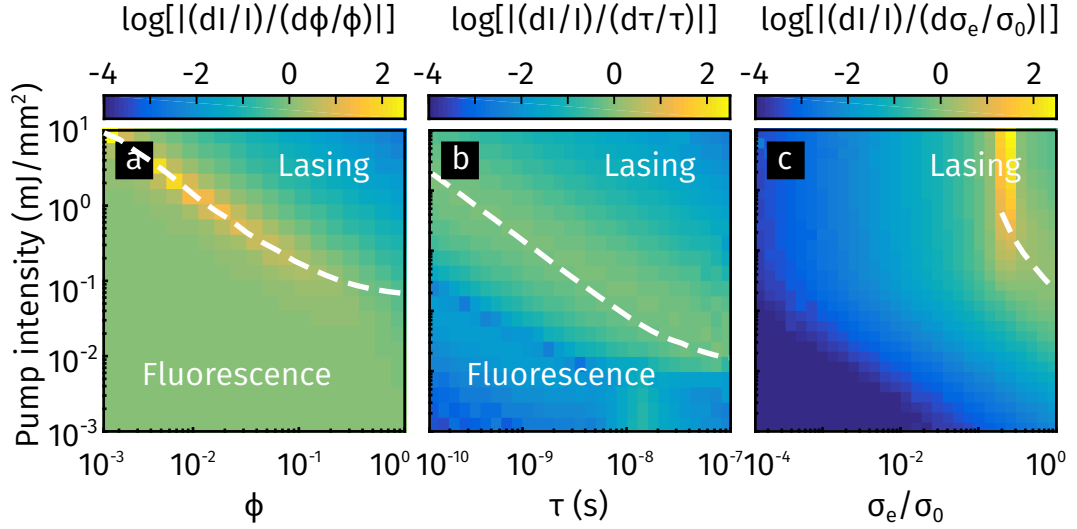 log[|(dI/I)/(dϕ/ϕ)|] log[|(dI/I)/(dτ/τ)|] log[|(dI/I)/(dσₑ/σ₀)|]
-4 -2 0 2 -4 -2 0 2 -4 -2 0 2
Pump intensity (mJ/mm²)
10¹
10⁰
10⁻¹
10⁻²
10⁻³
a Lasing
Fluorescence
b Lasing
Fluorescence
c Lasing
10⁻³ 10⁻² 10⁻¹ 10⁰ 10⁻¹⁰ 10⁻⁹ 10⁻⁸ 10⁻⁷ 10⁻⁴ 10⁻² 10⁰
ϕ τ (s) σₑ/σ₀